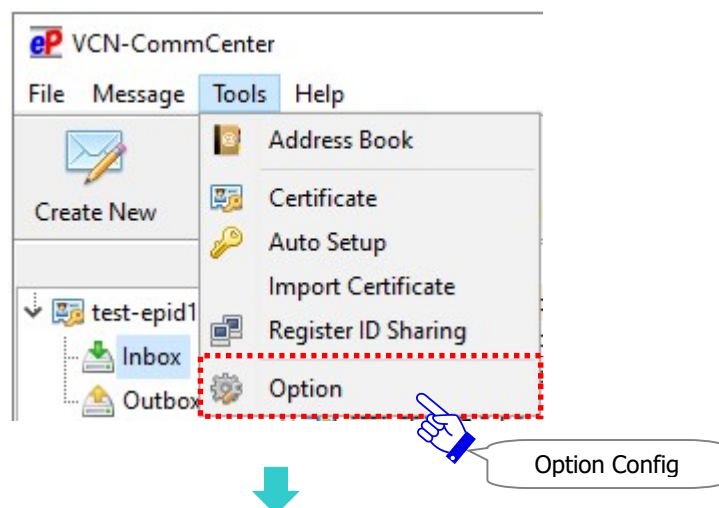 eP VCN-CommCenter
File Message Tools Help
Address Book
Create New
Certificate
Auto Setup
Import Certificate
Register ID Sharing
Option
test-epid1
Inbox
Outbox
Option Config